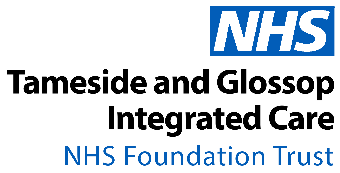 NHS
Tameside and Glossop
Integrated Care
NHS Foundation Trust